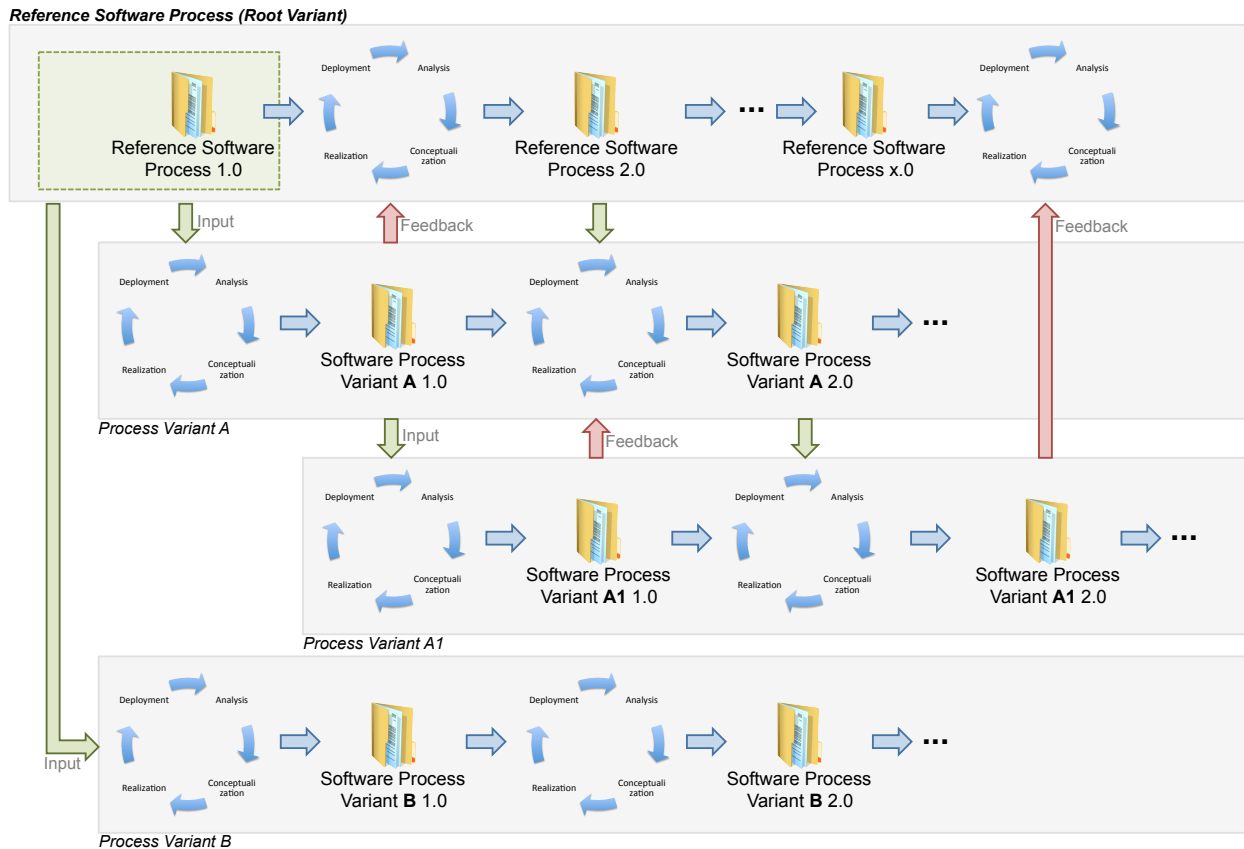 Reference Software Process (Root Variant)
Deployment
Analysis
Realization
Conceptuali
zation
Reference Software
Process 1.0
Reference Software
Process 2.0
...
Reference Software
Process x.0
Deployment
Analysis
Realization
Conceptuali
zation
Input
Feedback
Feedback
Deployment
Analysis
Realization
Conceptuali
zation
Software Process
Variant A 1.0
Deployment
Analysis
Realization
Conceptuali
zation
Software Process
Variant A 2.0
...
Process Variant A
Input
Feedback
Deployment
Analysis
Realization
Conceptuali
zation
Software Process
Variant A1 1.0
Deployment
Analysis
Realization
Conceptuali
zation
Software Process
Variant A1 2.0
...
Process Variant A1
Input
Deployment
Analysis
Realization
Conceptuali
zation
Software Process
Variant B 1.0
Deployment
Analysis
Realization
Conceptuali
zation
Software Process
Variant B 2.0
...
Process Variant B